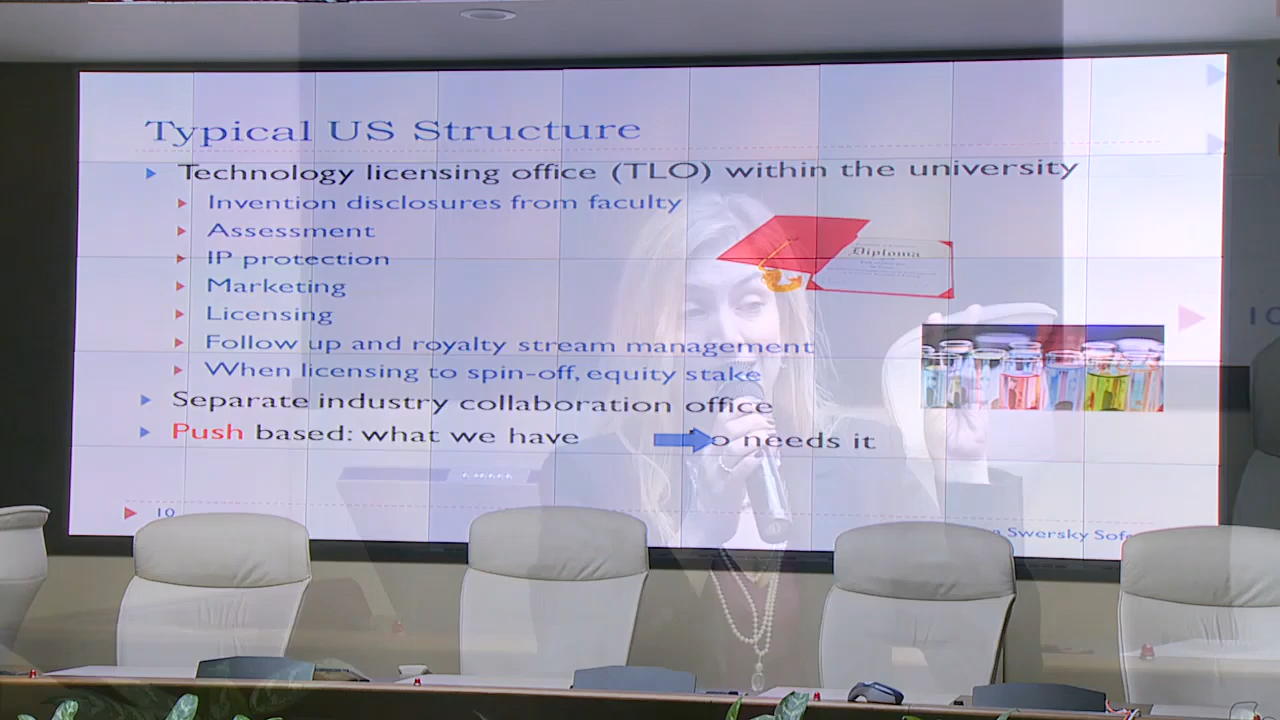 Typical US Structure
Technology licensing office (TLO) within the university
Invention disclosures from faculty
Assessment
IP protection
Marketing
Licensing
Follow up and royalty stream management
When licensing to spin-off, equity stake
Separate industry collaboration office
Push based: what we have needs it
Diploma
10
Swersky